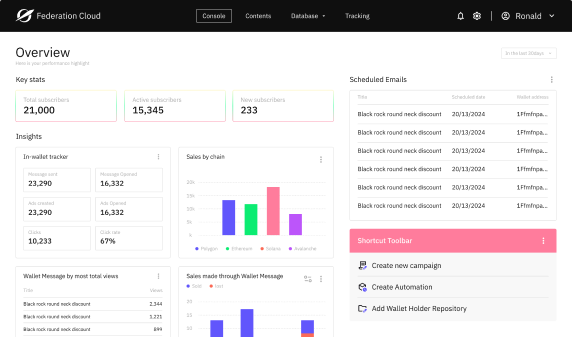 Federation Cloud
Console
Contents
Database
Tracking
Ronald
Overview
Here is your performance highlight
In the last 30days
Key stats
Total subscribers
21,000
Active subscribers
15,345
New subscribers
233
Insights
In-wallet tracker
Message sent
23,290
Message Opened
16,332
Ads created
23,290
Ads Opened
16,332
Clicks
10,233
Click rate
67%
Sales by chain
20k
15k
10k
5k
0
Polygon
Ethereum
Solana
Avalanche
Wallet Message by most total views
Title Views
Black rock round neck discount 2,344
Black rock round neck discount 1,221
Black rock round neck discount 899
Sales made through Wallet Message
Sold
20
15
10
Scheduled Emails
Title Scheduled date Wallet address
Black rock round neck discount 20/13/2024 1Ffmfnpa...
Black rock round neck discount 20/13/2024 1Ffmfnpa...
Black rock round neck discount 20/13/2024 1Ffmfnpa...
Black rock round neck discount 20/13/2024 1Ffmfnpa...
Black rock round neck discount 20/13/2024 1Ffmfnpa...
Black rock round neck discount 20/13/2024 1Ffmfnpa...
Shortcut Toolbar
Create new campaign
Create Automation
Add Wallet Holder Repository